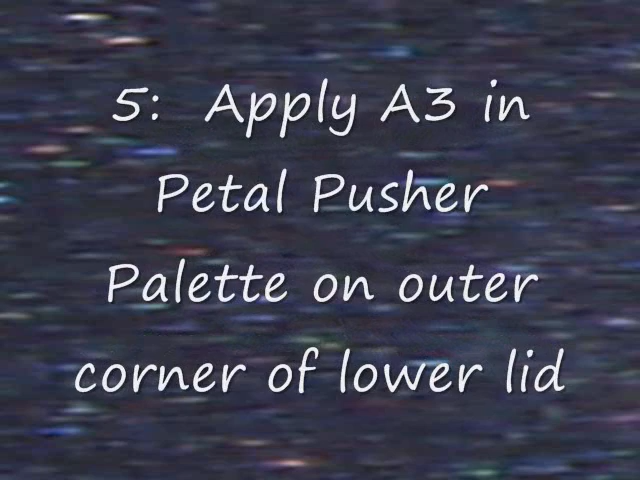 5:  Apply A3 in
Petal Pusher
Palette on outer
corner of lower lid